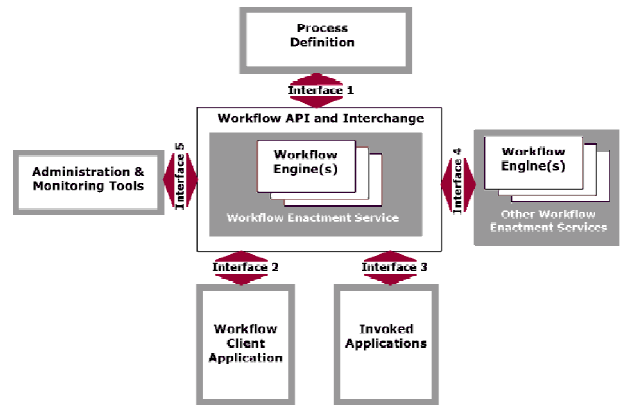 Process
Definition
Interface 1
Workflow API and Interchange
Workflow
Engine(s)
Workflow Enactment Service
Interface 5
Administration &
Monitoring Tools
Interface 4
Workflow
Engine(s)
Other Workflow
Enactment Services
Interface 2
Interface 3
Workflow
Client
Application
Invoked
Applications